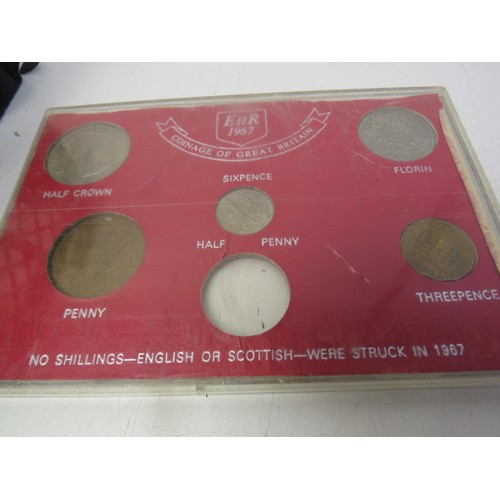 EIIR
1967
COINAGE OF GREAT BRITAIN
HALF CROWN
SIXPENCE
FLORIN
HALF PENNY
PENNY
THREEPENCE
NO SHILLINGS—ENGLISH OR SCOTTISH—WERE STRUCK IN 1967